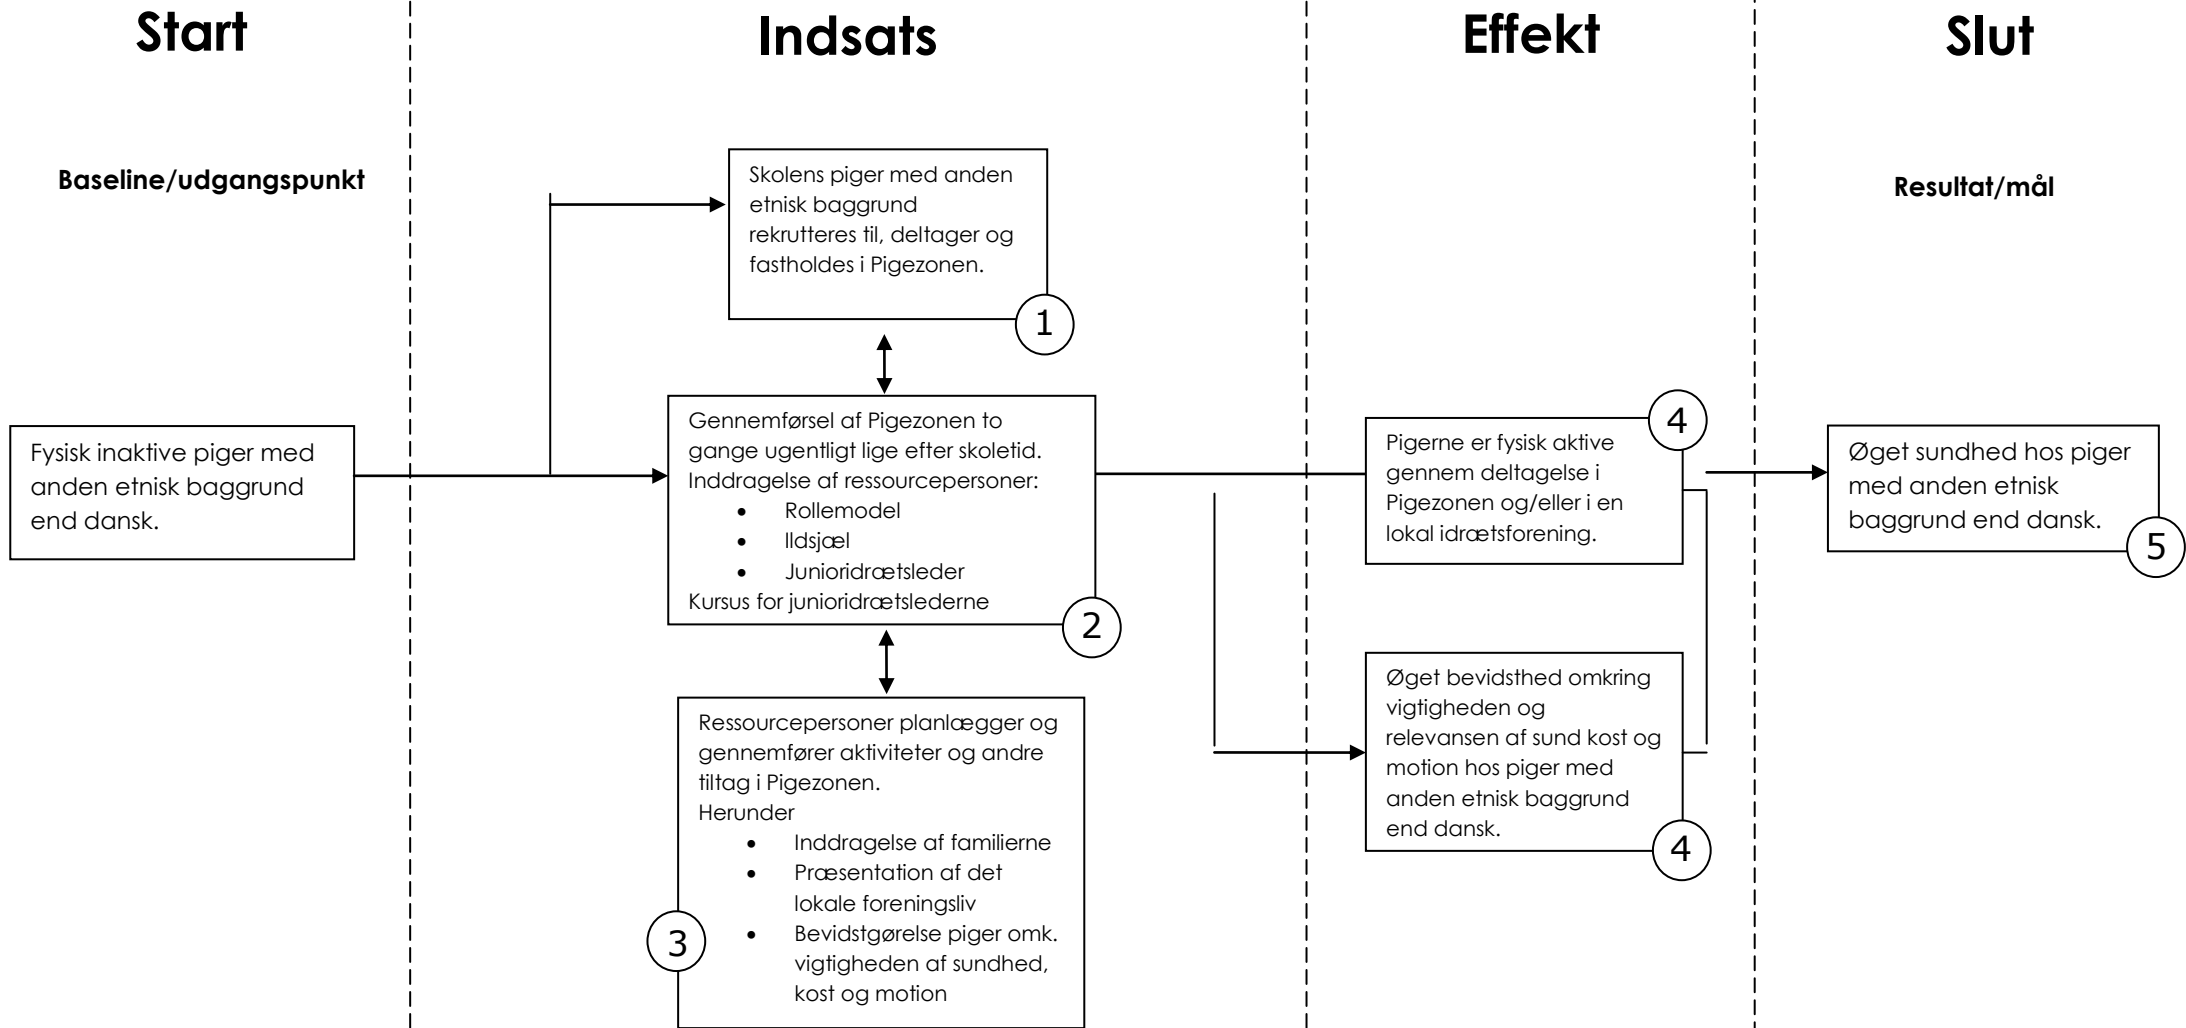 Start
Indsats
Effekt
Slut
Baseline/udgangspunkt
Resultat/mål
Fysisk inaktive piger med
anden etnisk baggrund
end dansk.
Skolens piger med anden
etnisk baggrund
rekrutteres til, deltager og
fastholdes i Pigezonen.
1
Gennemførsel af Pigezonen to
gange ugentligt lige efter skoletid.
Inddragelse af ressourcepersoner:
• Rollemodel
• Ildsjæl
• Junioridrætsleder
Kursus for junioridrætslederne
2
Ressourcepersoner planlægger og
gennemfører aktiviteter og andre
tiltag i Pigezonen.
Herunder
• Inddragelse af familierne
• Præsentation af det
lokale foreningsliv
• Bevidstgørelse piger omk.
vigtigheden af sundhed,
kost og motion
3
Pigerne er fysisk aktive
gennem deltagelse i
Pigezonen og/eller i en
lokal idrætsforening.
4
Øget bevidsthed omkring
vigtigheden og
relevansen af sund kost og
motion hos piger med
anden etnisk baggrund
end dansk.
4
Øget sundhed hos piger
med anden etnisk
baggrund end dansk.
5